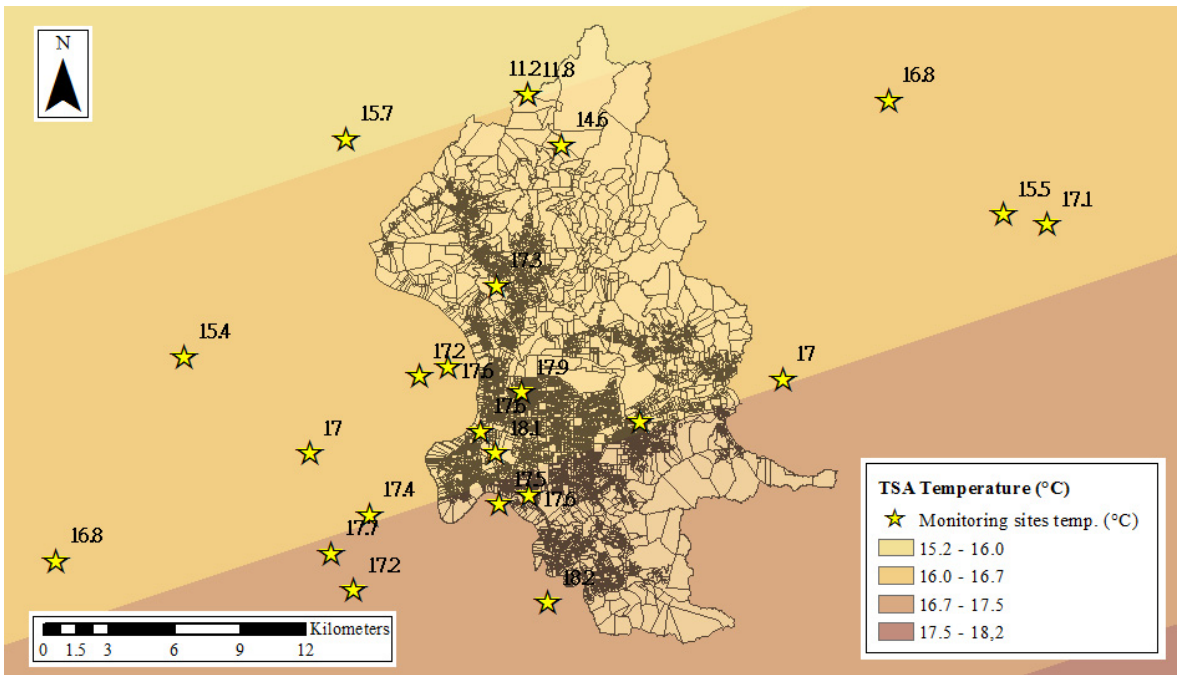 N
11.2
11.8
16.8
15.7
14.6
15.5
17.1
17.3
15.4
17.2
17.6
17.9
17
17.6
18.1
17
17.5
17.6
17.4
17.7
16.8
17.2
18.2
TSA Temperature (°C)
Monitoring sites temp. (°C)
15.2 - 16.0
16.0 - 16.7
16.7 - 17.5
17.5 - 18,2
Kilometers
0 1.5 3 6 9 12